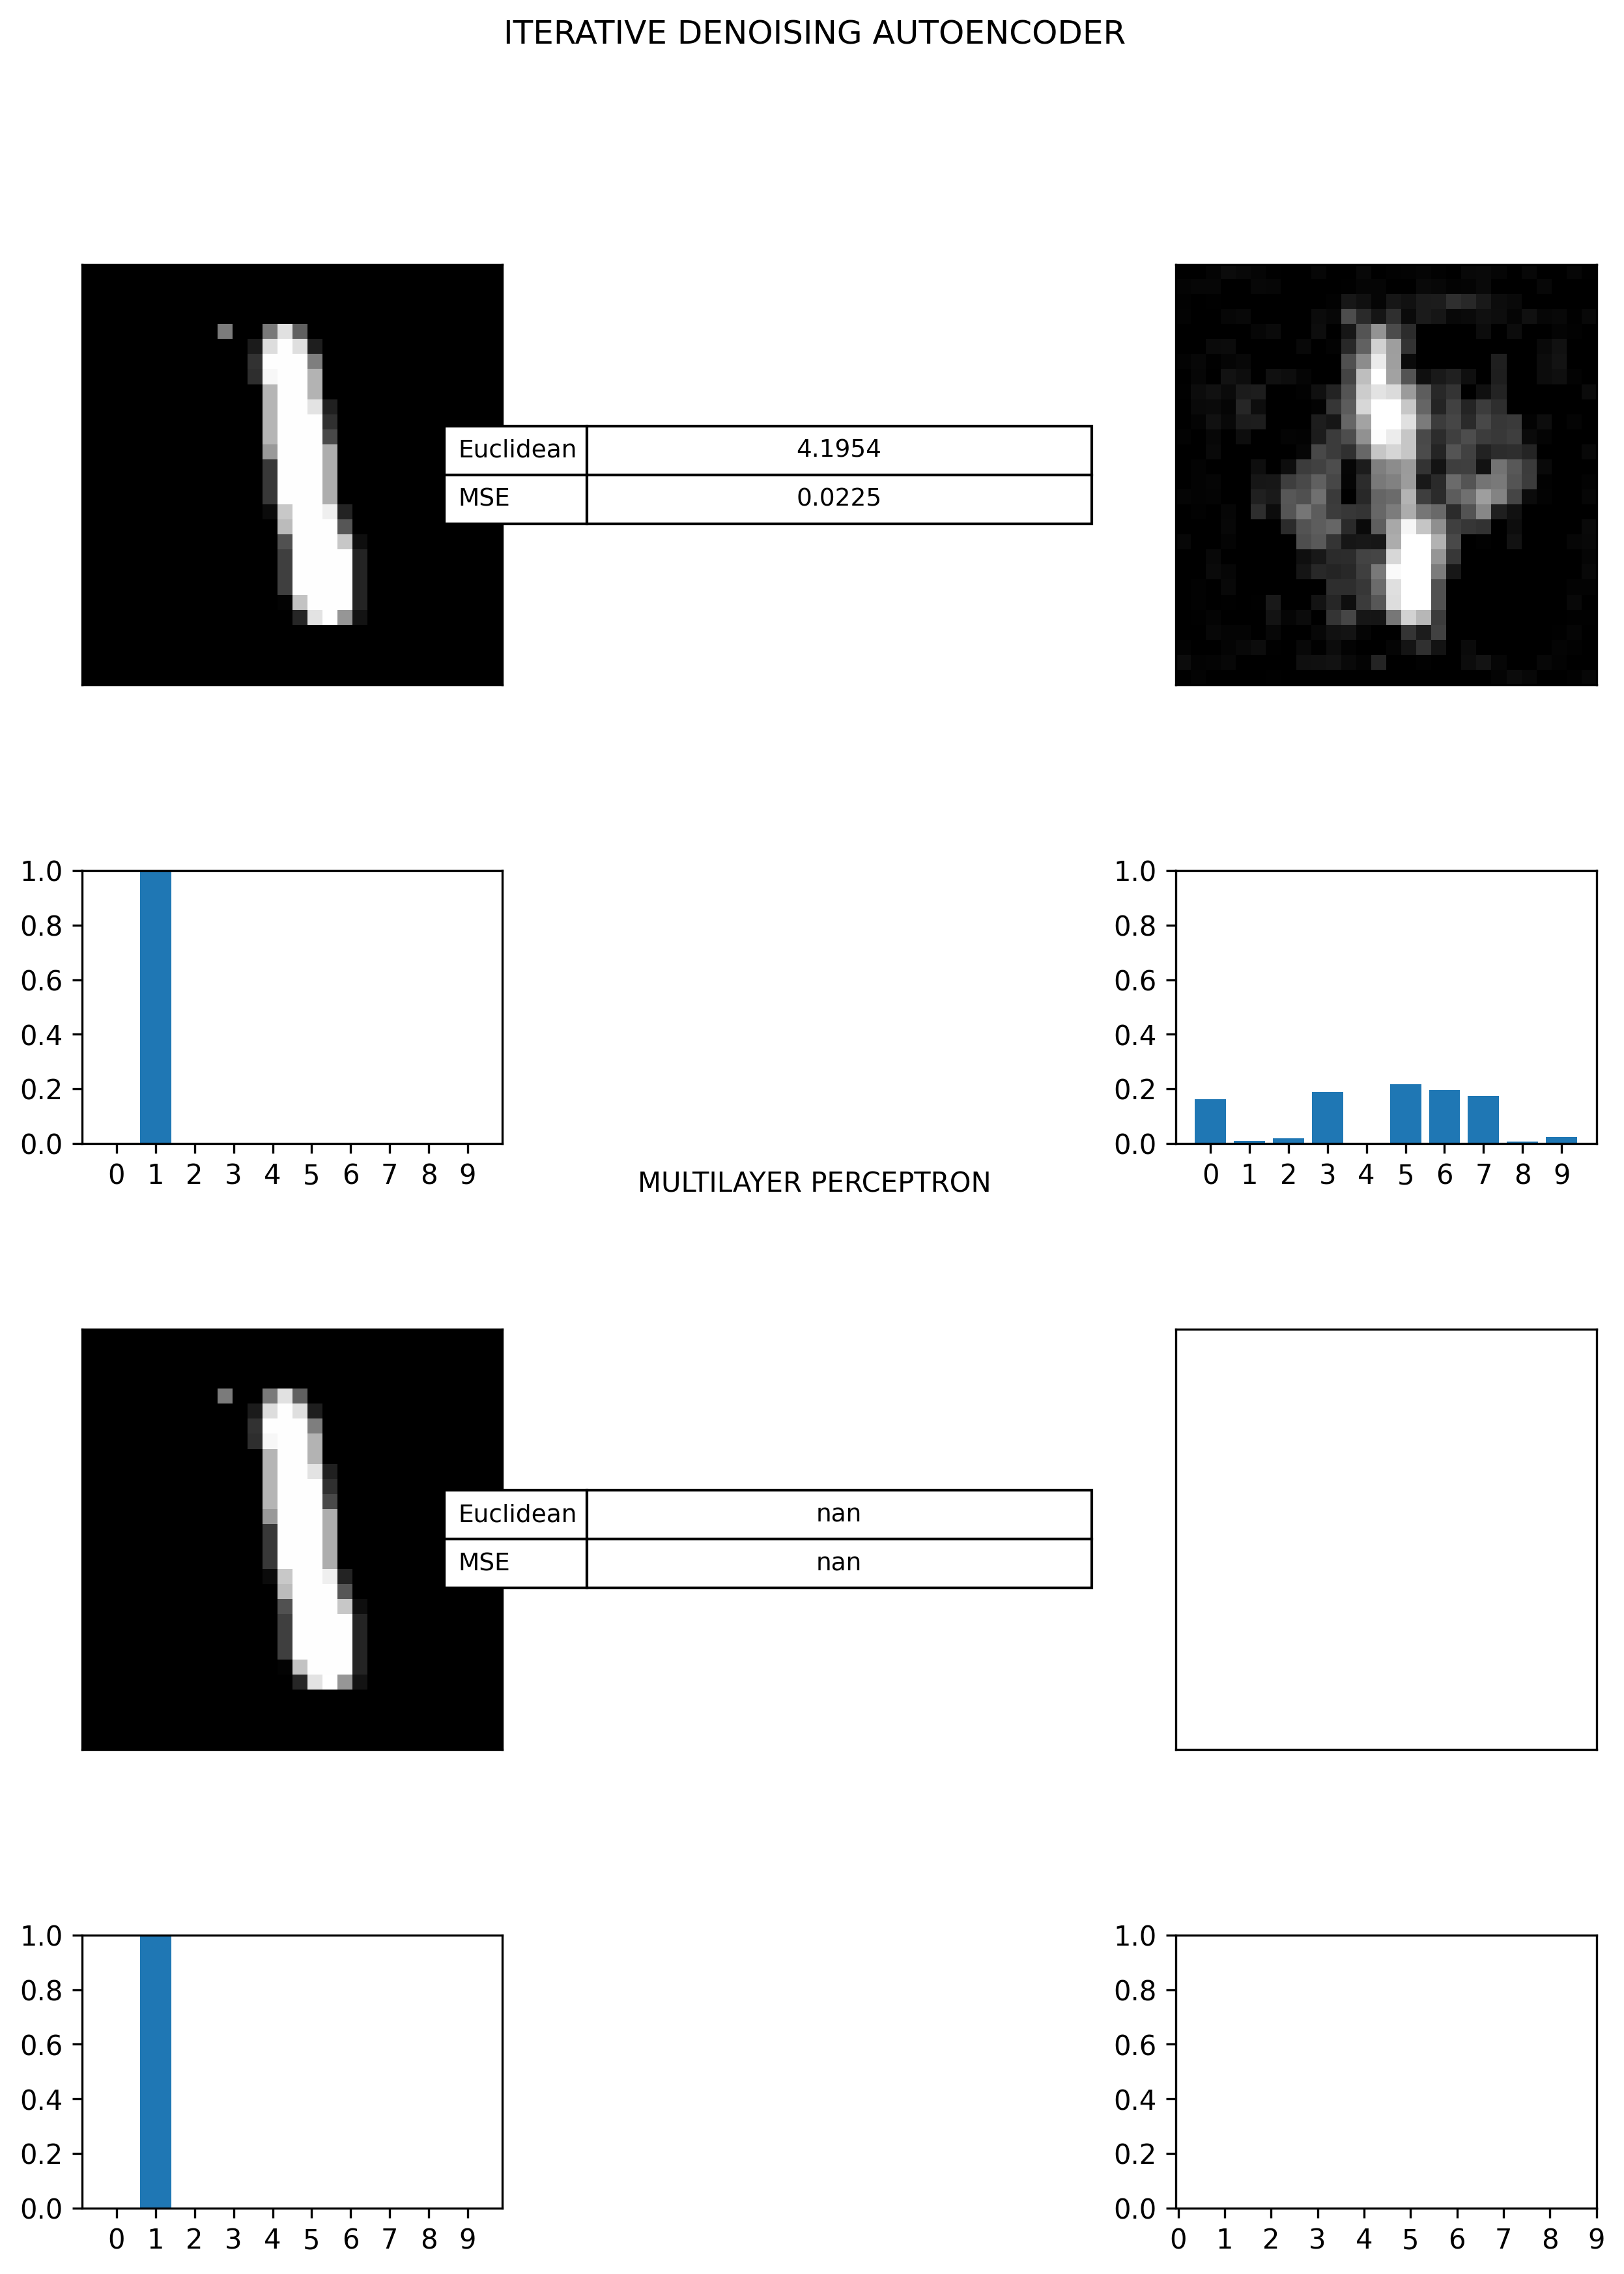 ITERATIVE DENOISING AUTOENCODER
Euclidean 4.1954
MSE 0.0225
1.0 1.0
0.8 0.8
0.6 0.6
0.4 0.4
0.2 0.2
0.0 0.0
0 1 2 3 4 5 6 7 8 9 0 1 2 3 4 5 6 7 8 9
MULTILAYER PERCEPTRON
Euclidean nan
MSE nan
1.0 1.0
0.8 0.8
0.6 0.6
0.4 0.4
0.2 0.2
0.0 0.0
0 1 2 3 4 5 6 7 8 9 0 1 2 3 4 5 6 7 8 9